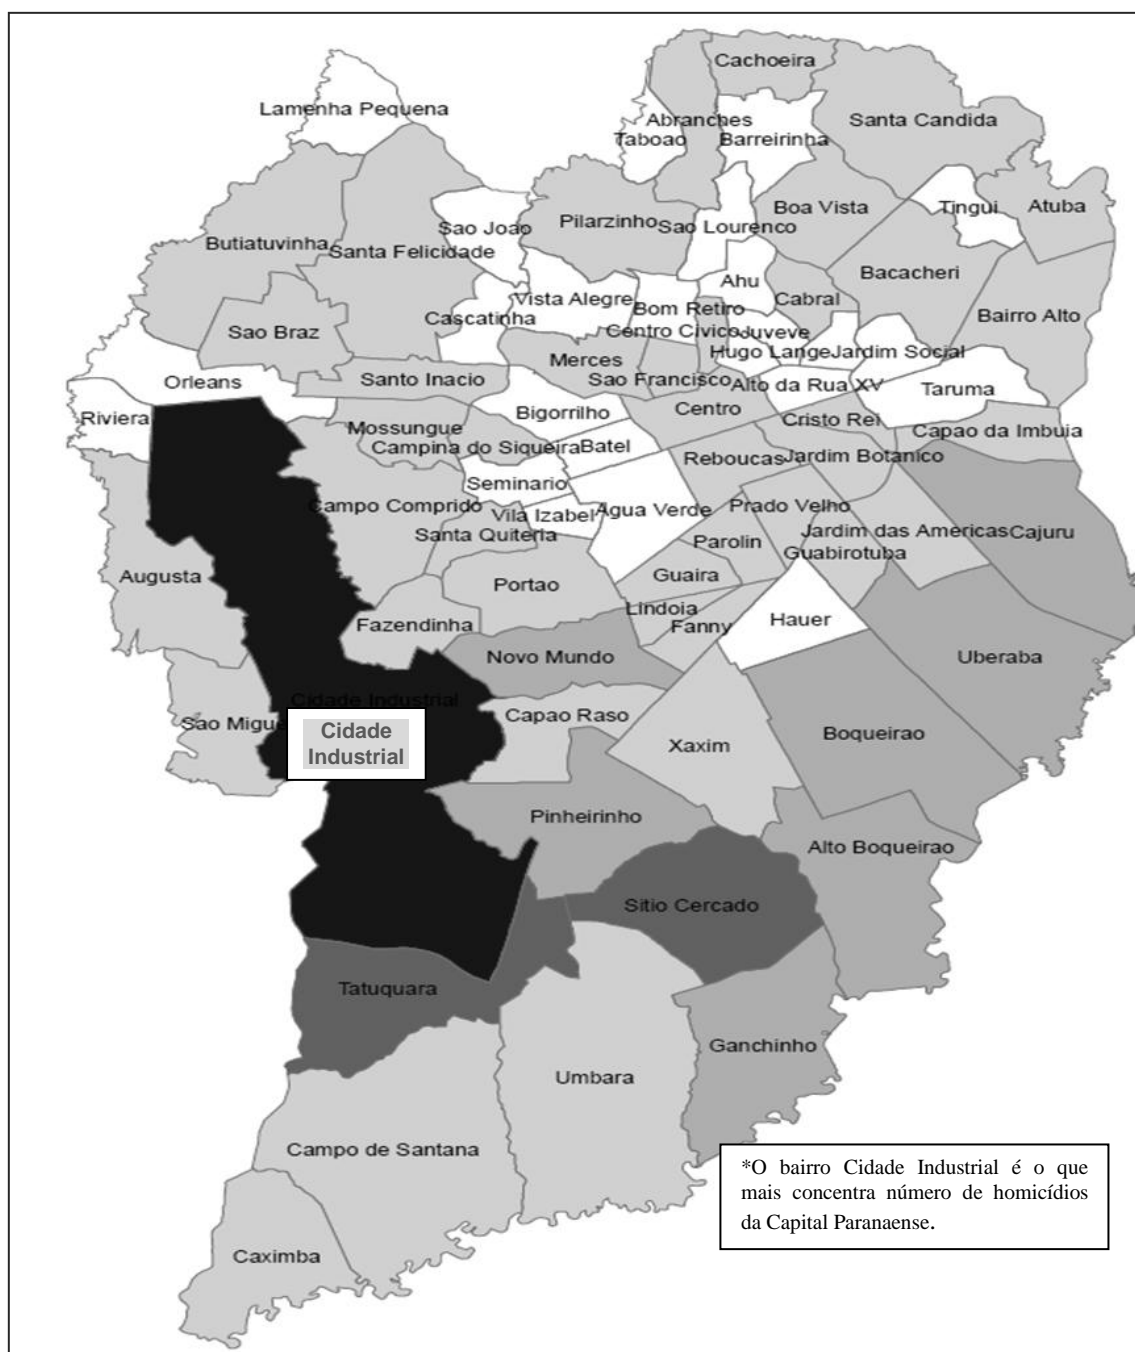 Cachoeira
Lamenha Pequena
Abranches
Santa Candida
Taboao
Barreirinha
Tingui
Atuba
Boa Vista
Pilarzinho
Sao Lourenco
Sao Joao
Butiatuvinha
Santa Felicidade
Bacacheri
Ahu
Vista Alegre
Cabral
Bom Retiro
Bairro Alto
Cascatinha
Sao Braz
Centro Civico
Juveve
Hugo Lange
Jardim Social
Merces
Orleans
Santo Inacio
Sao Francisco
Alto da Rua XV
Taruma
Riviera
Bigorrilho
Centro
Cristo Rei
Mossungue
Capao da Imbuia
Campina do Siqueira
Batel
Reboucas
Jardim Botanico
Seminario
Campo Comprido
Vila Izabel
Agua Verde
Prado Velho
Santa Quiteria
Jardim das Americas
Cajuru
Parolin
Guabirotuba
Augusta
Portao
Guaira
Lindoia
Fazendinha
Fanny
Hauer
Novo Mundo
Uberaba
Cidade Industrial
Sao Migue
Capao Raso
Cidade
Industrial
Xaxim
Boqueirao
Pinheirinho
Alto Boqueirao
Sitio Cercado
Tatuquara
Ganchinho
Umbara
Campo de Santana
*O bairro Cidade Industrial é o que
mais concentra número de homicídios
da Capital Paranaense.
Caximba